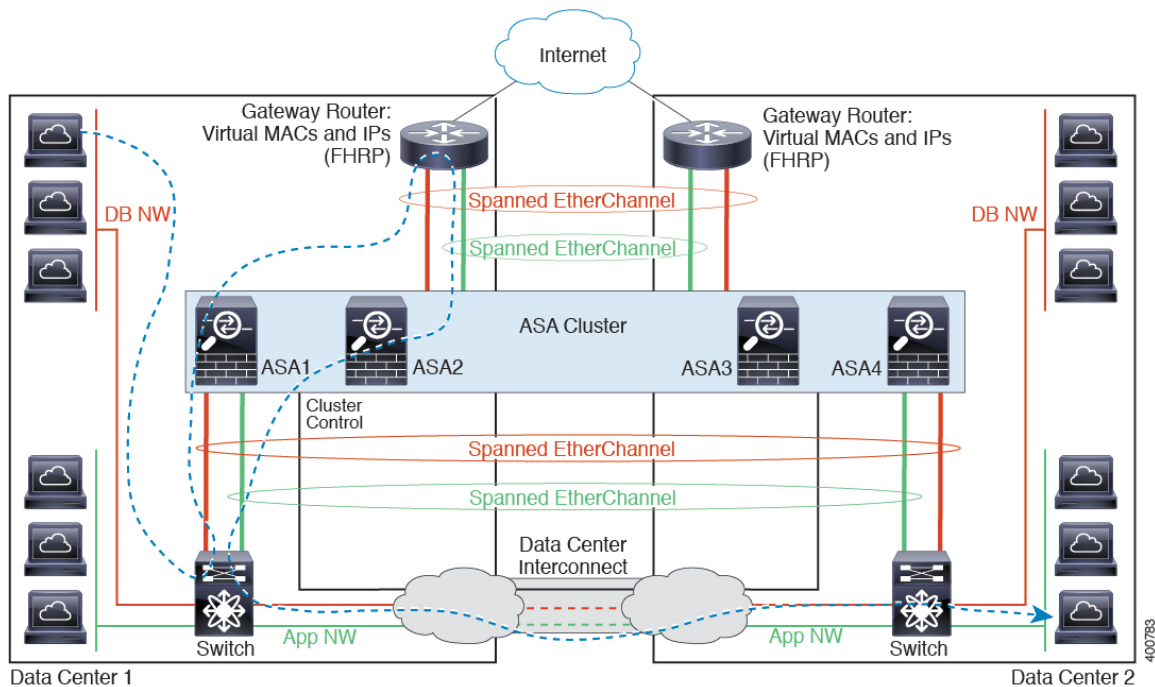 Internet
Gateway Router:
Virtual MACs and IPs
(FHRP)
Gateway Router:
Virtual MACs and IPs
(FHRP)
DB NW
Spanned EtherChannel
DB NW
Spanned EtherChannel
ASA Cluster
ASA1
ASA2
ASA3
ASA4
Cluster
Control
Spanned EtherChannel
Spanned EtherChannel
Data Center
Interconnect
App NW
App NW
Switch
Switch
400783
Data Center 1
Data Center 2